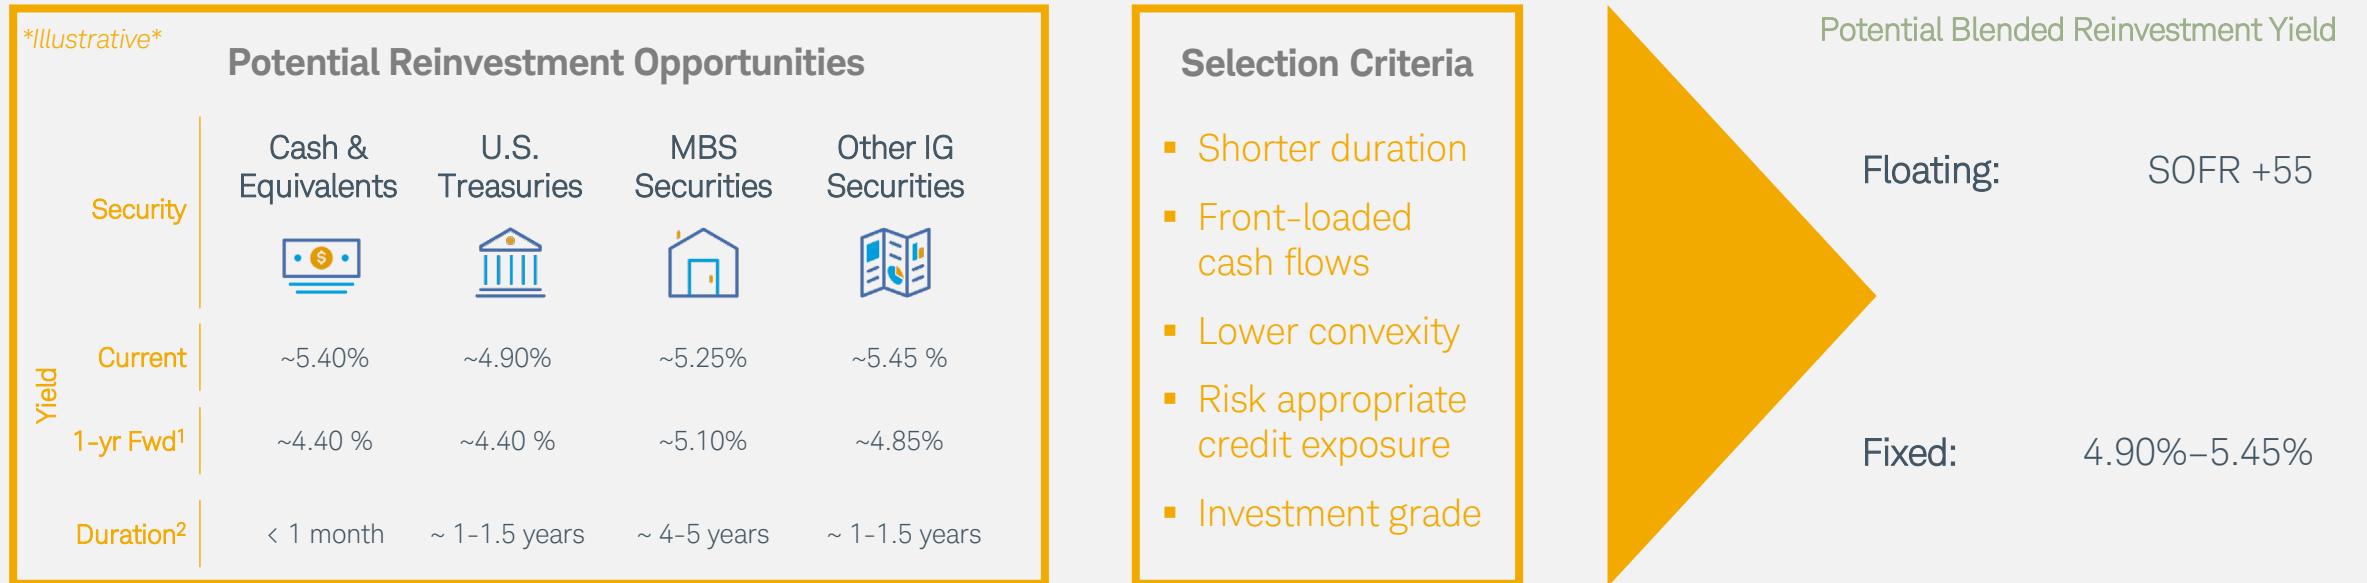 *Illustrative*
Potential Reinvestment Opportunities
Security
Cash &
Equivalents
U.S.
Treasuries
MBS
Securities
Other IG
Securities
$
Yield
Current
~5.40%
~4.90%
~5.25%
~5.45 %
1-yr Fwd¹
~4.40 %
~4.40 %
~5.10%
~4.85%
Duration²
< 1 month
~ 1-1.5 years
~ 4-5 years
~ 1-1.5 years
Selection Criteria
▪ Shorter duration
▪ Front-loaded
cash flows
▪ Lower convexity
▪ Risk appropriate
credit exposure
▪ Investment grade
Potential Blended Reinvestment Yield
Floating: SOFR +55
Fixed: 4.90%–5.45%